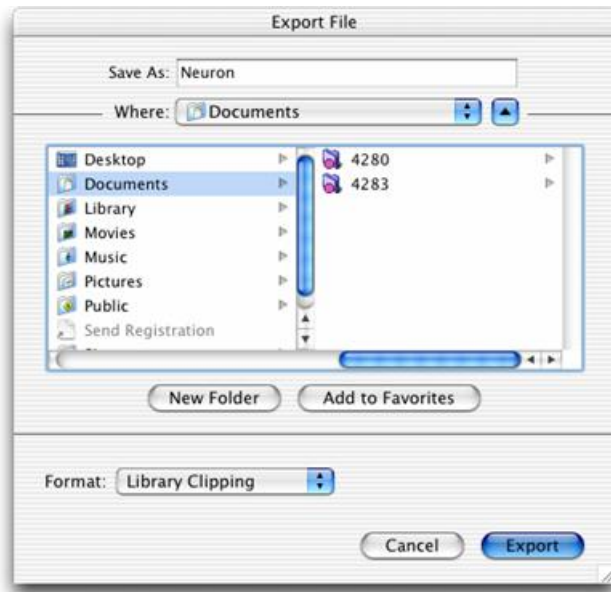 Export File
Save As: Neuron
Where: Documents
Desktop
Documents
Library
Movies
Music
Pictures
Public
Send Registration
4280
4283
New Folder
Add to Favorites
Format: Library Clipping
Cancel
Export